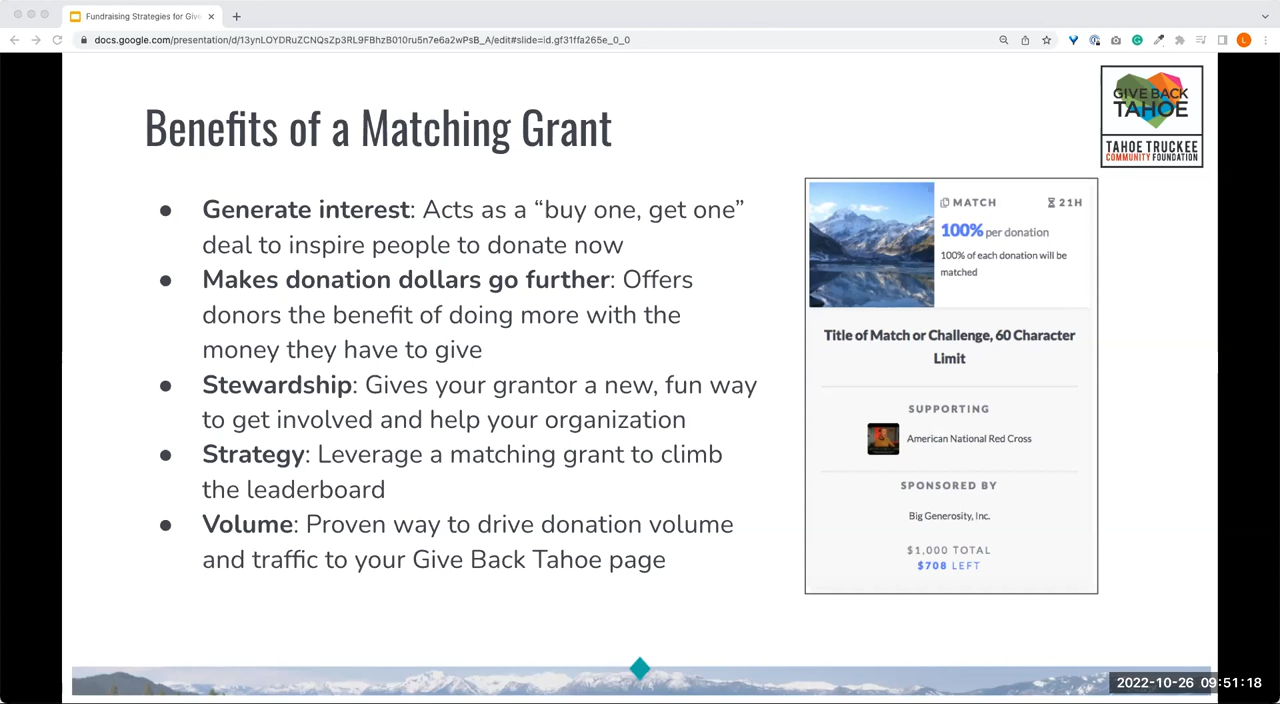 Fundraising Strategies for Give
docs.google.com/presentation/d/13ynLOYDRuZCNQsZp3RL9FBhzB010ru5n7e6a2wPsB_A/edit#slide=id.gf31ffa265e_0_0
L
GIVE BACK
TAHOE
TAHOE TRUCKEE
COMMUNITY FOUNDATION
Benefits of a Matching Grant
● Generate interest: Acts as a “buy one, get one”
deal to inspire people to donate now
● Makes donation dollars go further: Offers
donors the benefit of doing more with the
money they have to give
● Stewardship: Gives your grantor a new, fun way
to get involved and help your organization
● Strategy: Leverage a matching grant to climb
the leaderboard
● Volume: Proven way to drive donation volume
and traffic to your Give Back Tahoe page
MATCH 21H
100% per donation
100% of each donation will be
matched
Title of Match or Challenge, 60 Character
Limit
SUPPORTING
American National Red Cross
SPONSORED BY
Big Generosity, Inc.
$1,000 TOTAL
$708 LEFT
2022-10-26 09:51:18